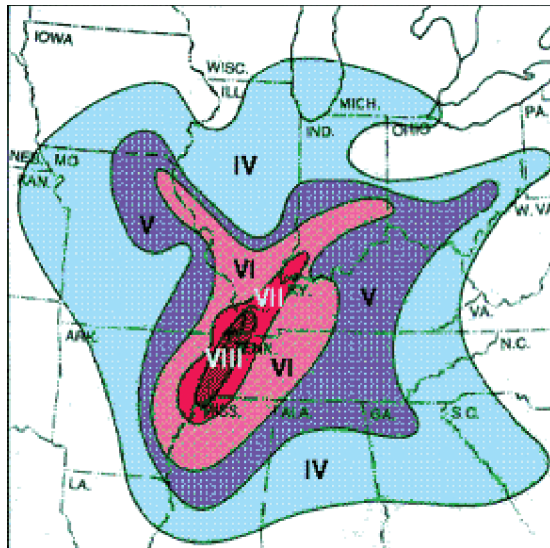 IOWA
WISC.
ILL.
MICH.
IND.
OHIO
PA.
NEB. MO.
KAN.
IV
V
W. VA.
VI
VII
KY.
V
VA.
ARK.
VIII
TENN.
VI
N.C.
MISS.
ALA.
GA.
S.C.
LA.
IV